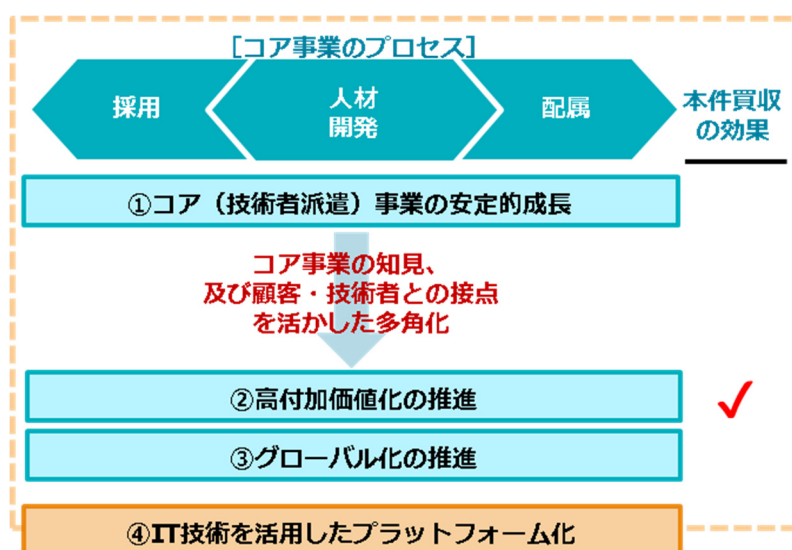 [コア事業のプロセス]
採用
人材
開発
配属
本件買収
の効果
①コア（技術者派遣）事業の安定的成長
コア事業の知見、
及び顧客・技術者との接点
を活かした多角化
②高付加価値化の推進
③グローバル化の推進
④IT技術を活用したプラットフォーム化